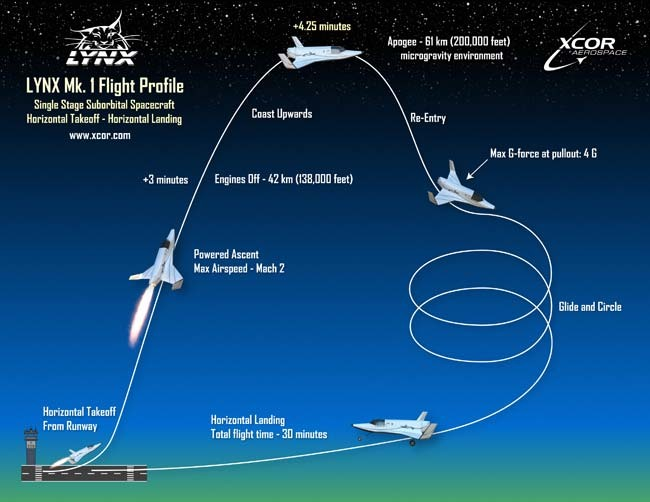 LYNX
LYNX Mk. 1 Flight Profile
Single Stage Suborbital Spacecraft
Horizontal Takeoff - Horizontal Landing
www.xcor.com
+4.25 minutes
Apogee - 61 km (200,000 feet)
microgravity environment
XCOR
AEROSPACE
Coast Upwards
Re-Entry
Max G-force at pullout: 4 G
+3 minutes
Engines Off - 42 km (138,000 feet)
Powered Ascent
Max Airspeed - Mach 2
Glide and Circle
Horizontal Takeoff
From Runway
Horizontal Landing
Total flight time - 30 minutes